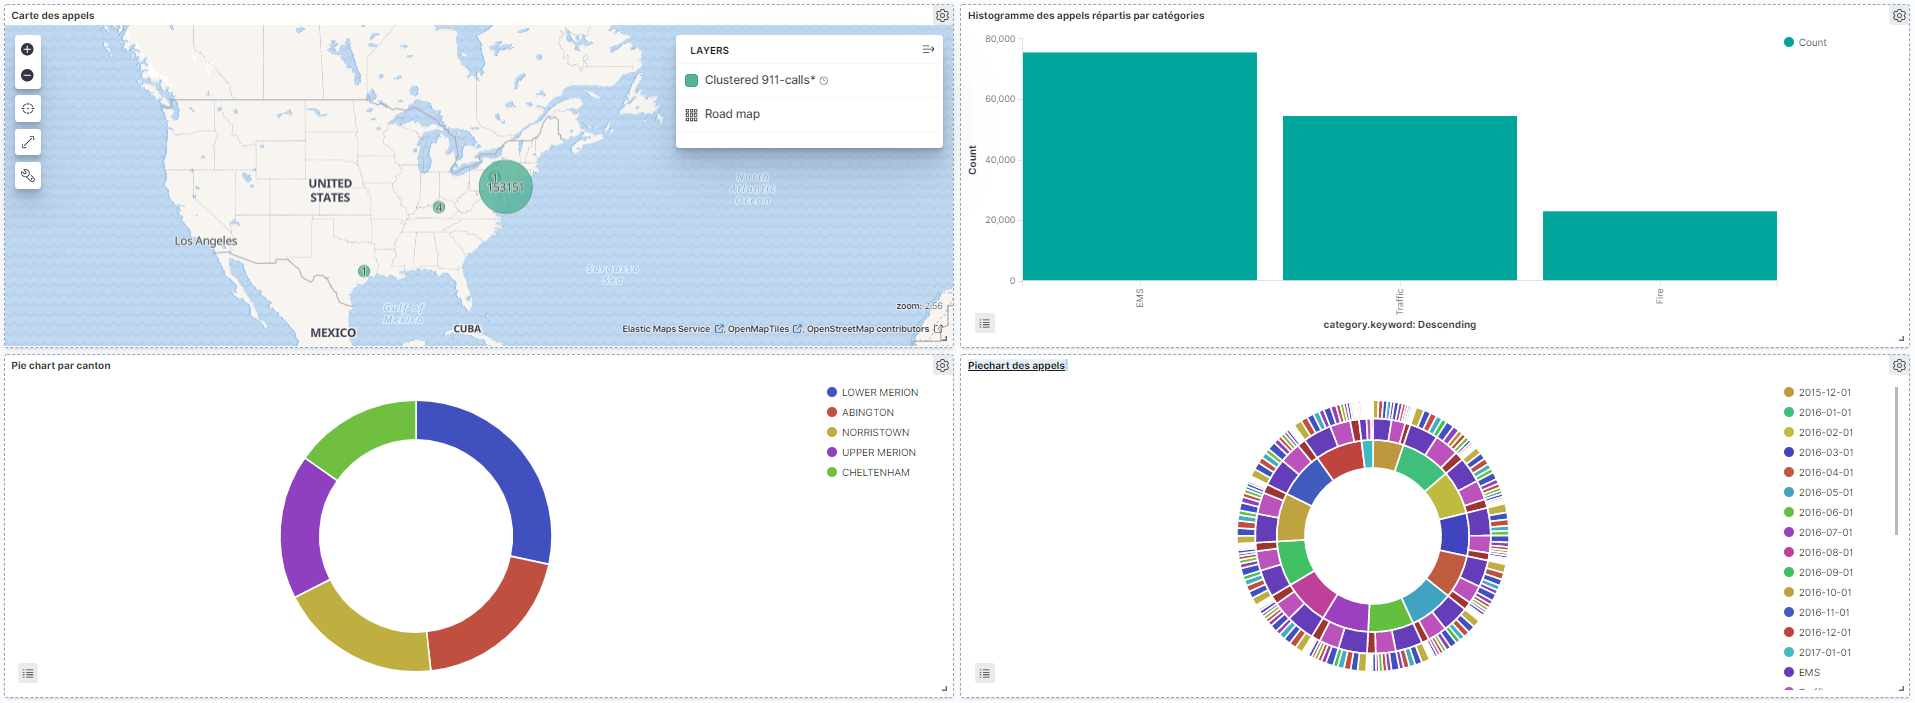 Carte des appels
LAYERS
Clustered 911-calls*
Road map
UNITED
STATES
1
153151
4
1
North
Atlantic
Ocean
Los Angeles
Sargasso
Sea
Gulf of
Mexico
MEXICO
CUBA
zoom: 2.56
Elastic Maps Service , OpenMapTiles , OpenStreetMap contributors
Histogramme des appels répartis par catégories
Count
80,000
60,000
40,000
20,000
0
Count
EMS
Traffic
Fire
category.keyword: Descending
Pie chart par canton
LOWER MERION
ABINGTON
NORRISTOWN
UPPER MERION
CHELTENHAM
Piechart des appels
2015-12-01
2016-01-01
2016-02-01
2016-03-01
2016-04-01
2016-05-01
2016-06-01
2016-07-01
2016-08-01
2016-09-01
2016-10-01
2016-11-01
2016-12-01
2017-01-01
EMS